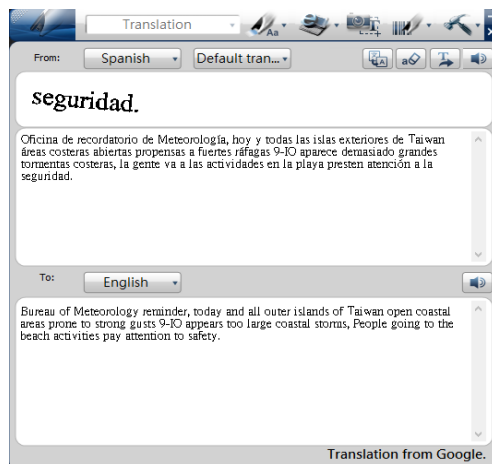 Translation
Aa
From:
Spanish
Default tran...
seguridad.
Oficina de recordatorio de Meteorología, hoy y todas las islas exteriores de Taiwan
áreas costeras abiertas propensas a fuertes ráfagas 9-IO aparece demasiado grandes
tormentas costeras, la gente va a las actividades en la playa presten atención a la
seguridad.
To:
English
Bureau of Meteorology reminder, today and all outer islands of Taiwan open coastal
areas prone to strong gusts 9-IO appears too large coastal storms, People going to the
beach activities pay attention to safety.
Translation from Google.